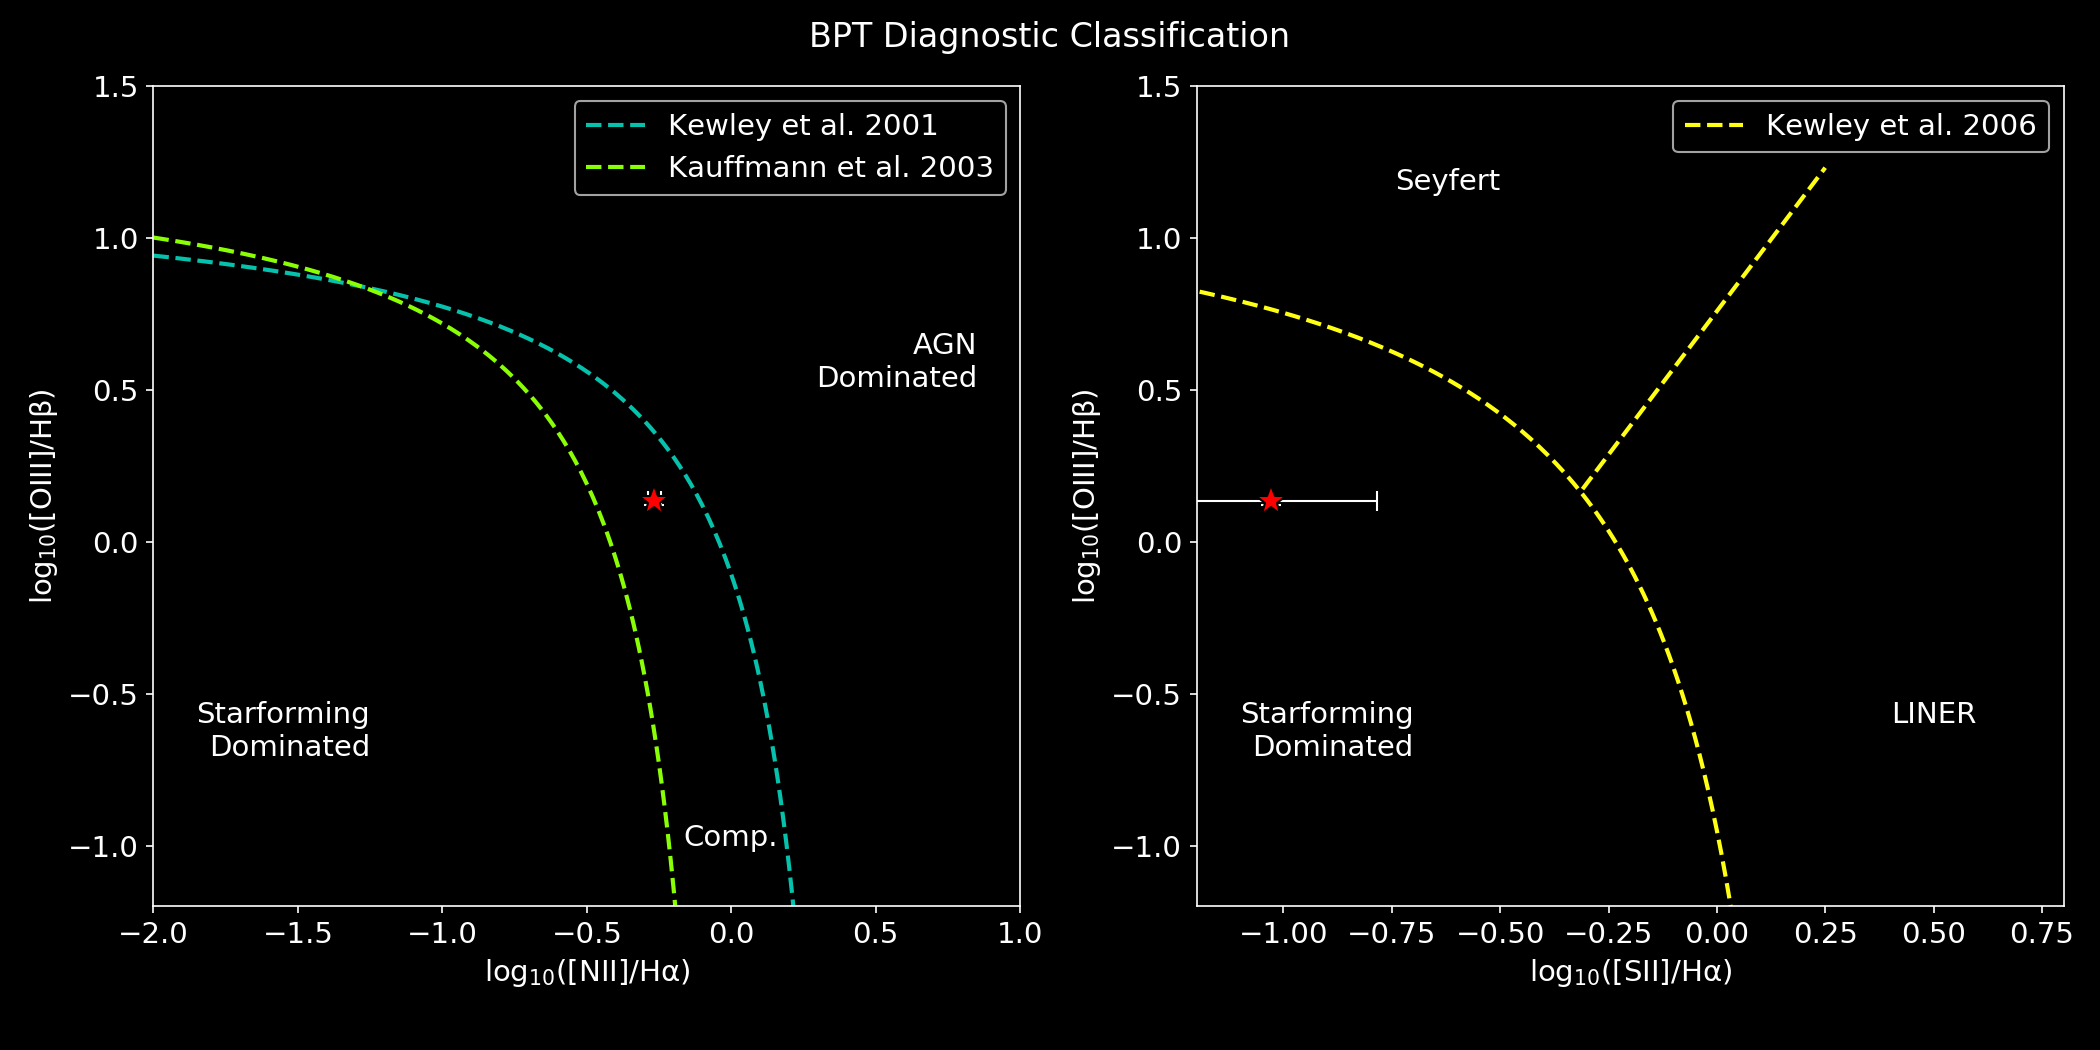 BPT Diagnostic Classification
1.5
1.0
0.5
0.0
−0.5
−1.0
log₁₀([OIII]/Hβ)
Kewley et al. 2001
Kauffmann et al. 2003
AGN
Dominated
Starforming
Dominated
Comp.
−2.0 −1.5 −1.0 −0.5 0.0 0.5 1.0
log₁₀([NII]/Hα)
1.5
1.0
0.5
0.0
−0.5
−1.0
log₁₀([OIII]/Hβ)
Kewley et al. 2006
Seyfert
Starforming
Dominated
LINER
−1.00 −0.75 −0.50 −0.25 0.00 0.25 0.50 0.75
log₁₀([SII]/Hα)